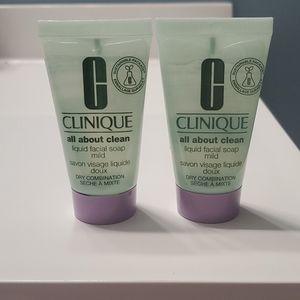 C
CLINIQUE
all about clean
liquid facial soap
mild
savon visage liquide
doux
DRY COMBINATION
SÈCHE À MIXTE
C
CLINIQUE
all about clean
liquid facial soap
mild
savon visage liquide
doux
DRY COMBINATION
SÈCHE À MIXTE